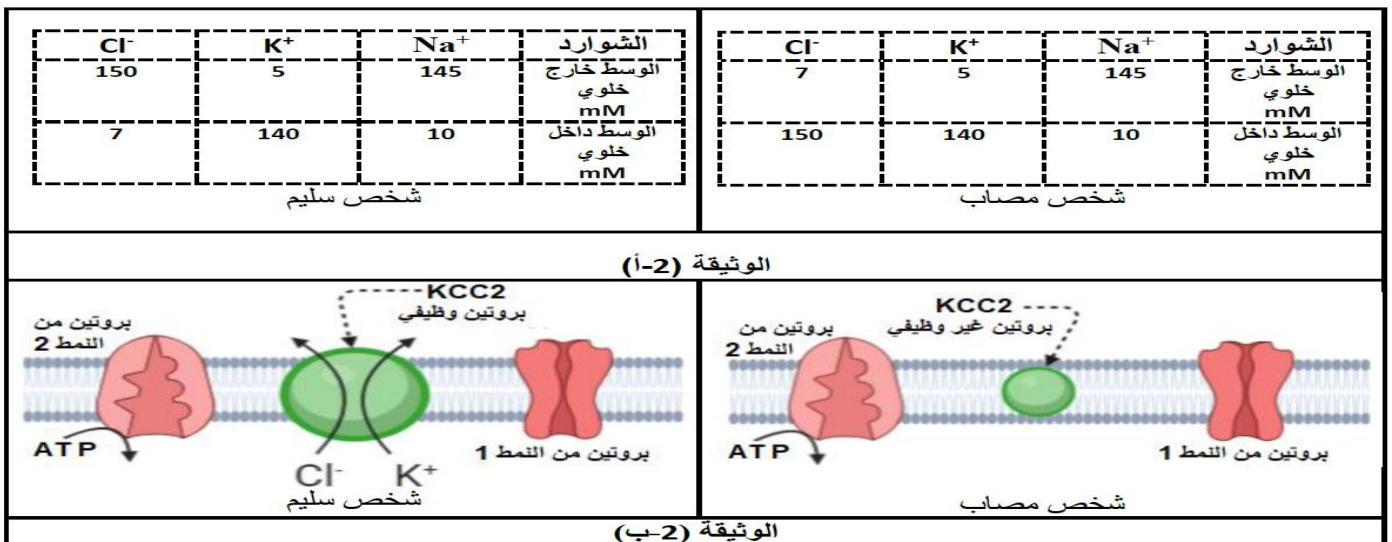 الشوارد Na⁺ K⁺ Cl⁻
الوسط خارج 145 5 7
خلوي
mM
الوسط داخل 10 140 150
خلوي
mM
شخص مصاب
الشوارد Na⁺ K⁺ Cl⁻
الوسط خارج 145 5 150
خلوي
mM
الوسط داخل 10 140 7
خلوي
mM
شخص سليم
الوثيقة (2-أ)
KCC2
بروتين غير وظيفي
بروتين من
النمط 2
ATP
بروتين من النمط 1
شخص مصاب
KCC2
بروتين وظيفي
بروتين من
النمط 2
ATP
بروتين من النمط 1
Cl⁻ K⁺
شخص سليم
الوثيقة (2-ب)